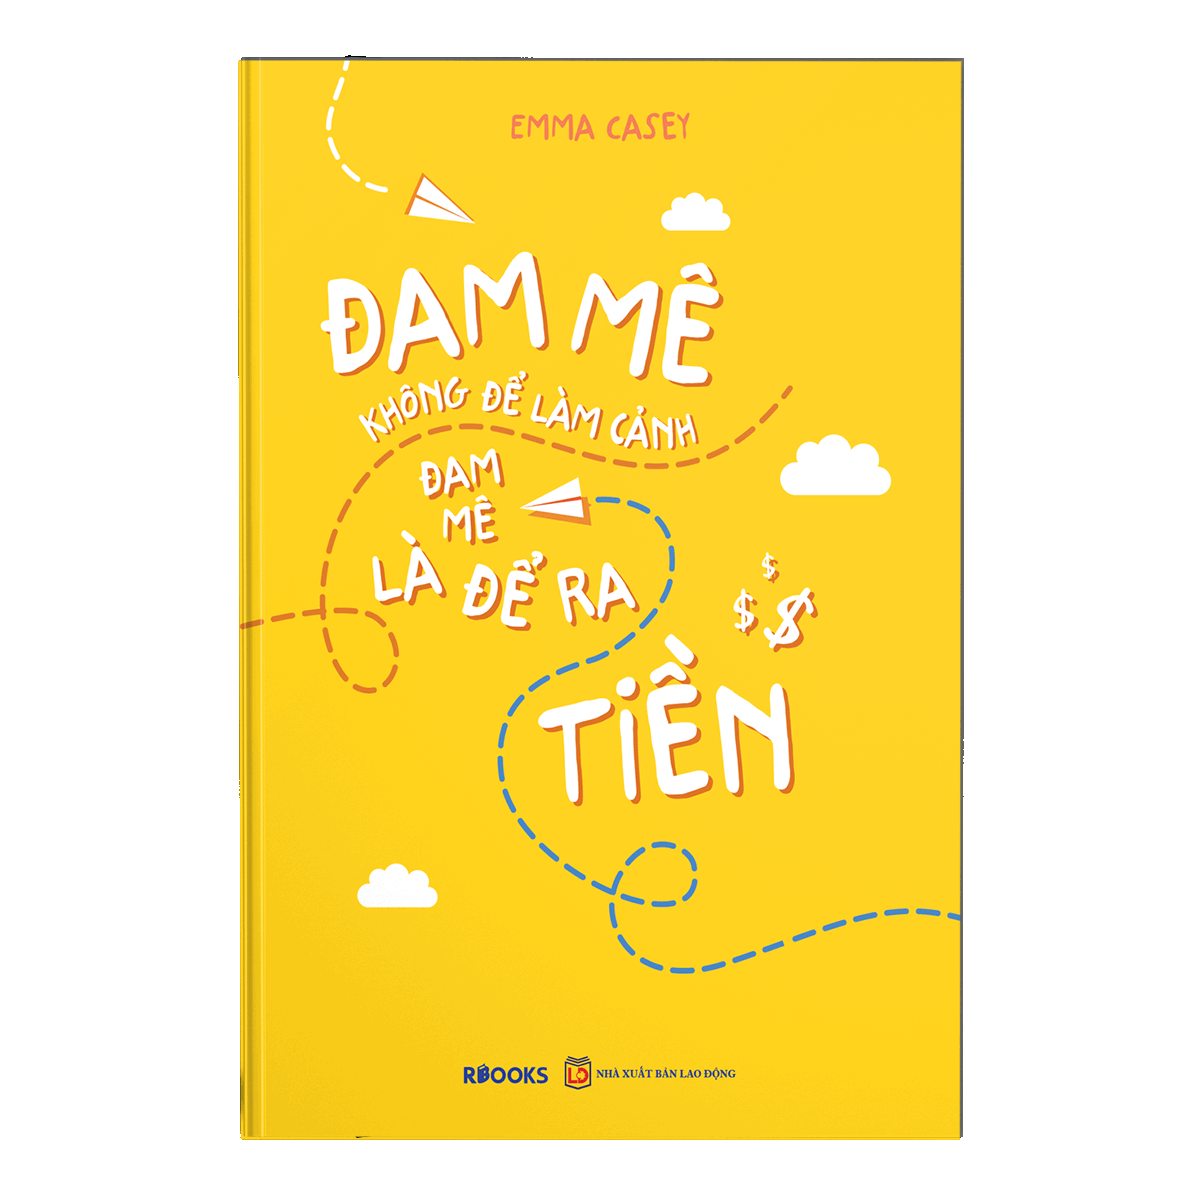 EMMA CASEY
ĐAM MÊ
KHÔNG ĐỂ LÀM CẢNH
ĐAM
MÊ
LÀ ĐỂ RA
$
$ $
TiỀN
RBOOKS LĐ NHÀ XUẤT BẢN LAO ĐỘNG